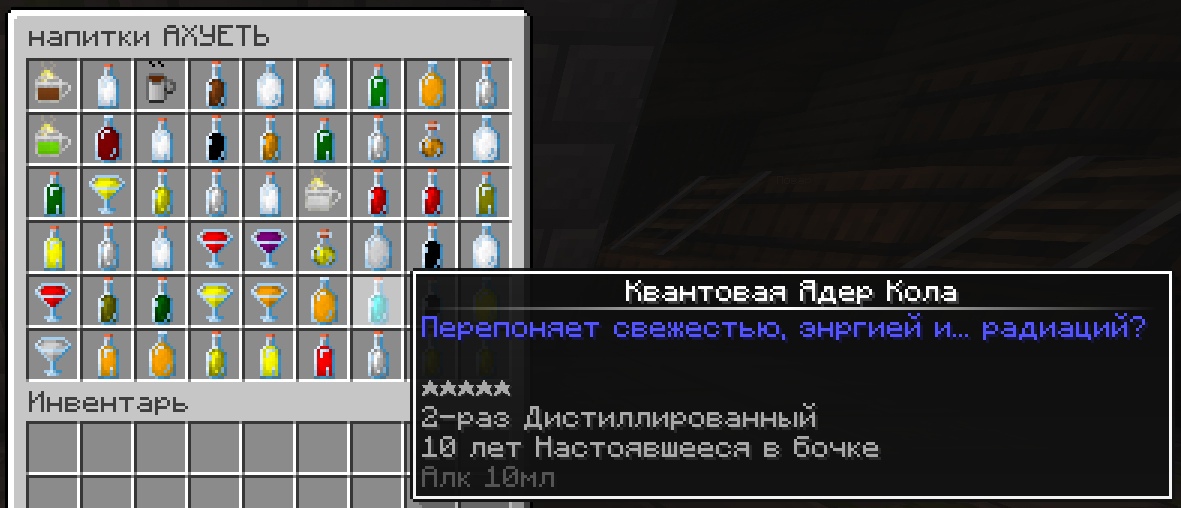 напитки АХУЕТЬ
Квантовая Ядер Кола
Перепоняет свежестью, энргией и... радиаций?
★★★★★
2-раз Дистиллированный
10 лет Настоявшееся в бочке
Алк 10мл
Инвентарь